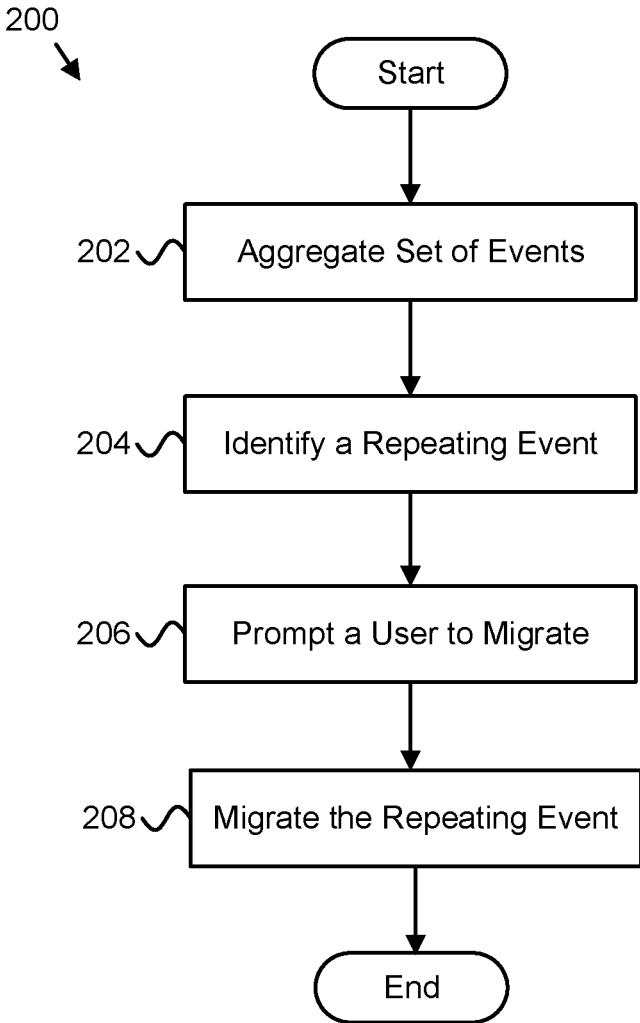 200
Start
202 Aggregate Set of Events
204 Identify a Repeating Event
206 Prompt a User to Migrate
208 Migrate the Repeating Event
End